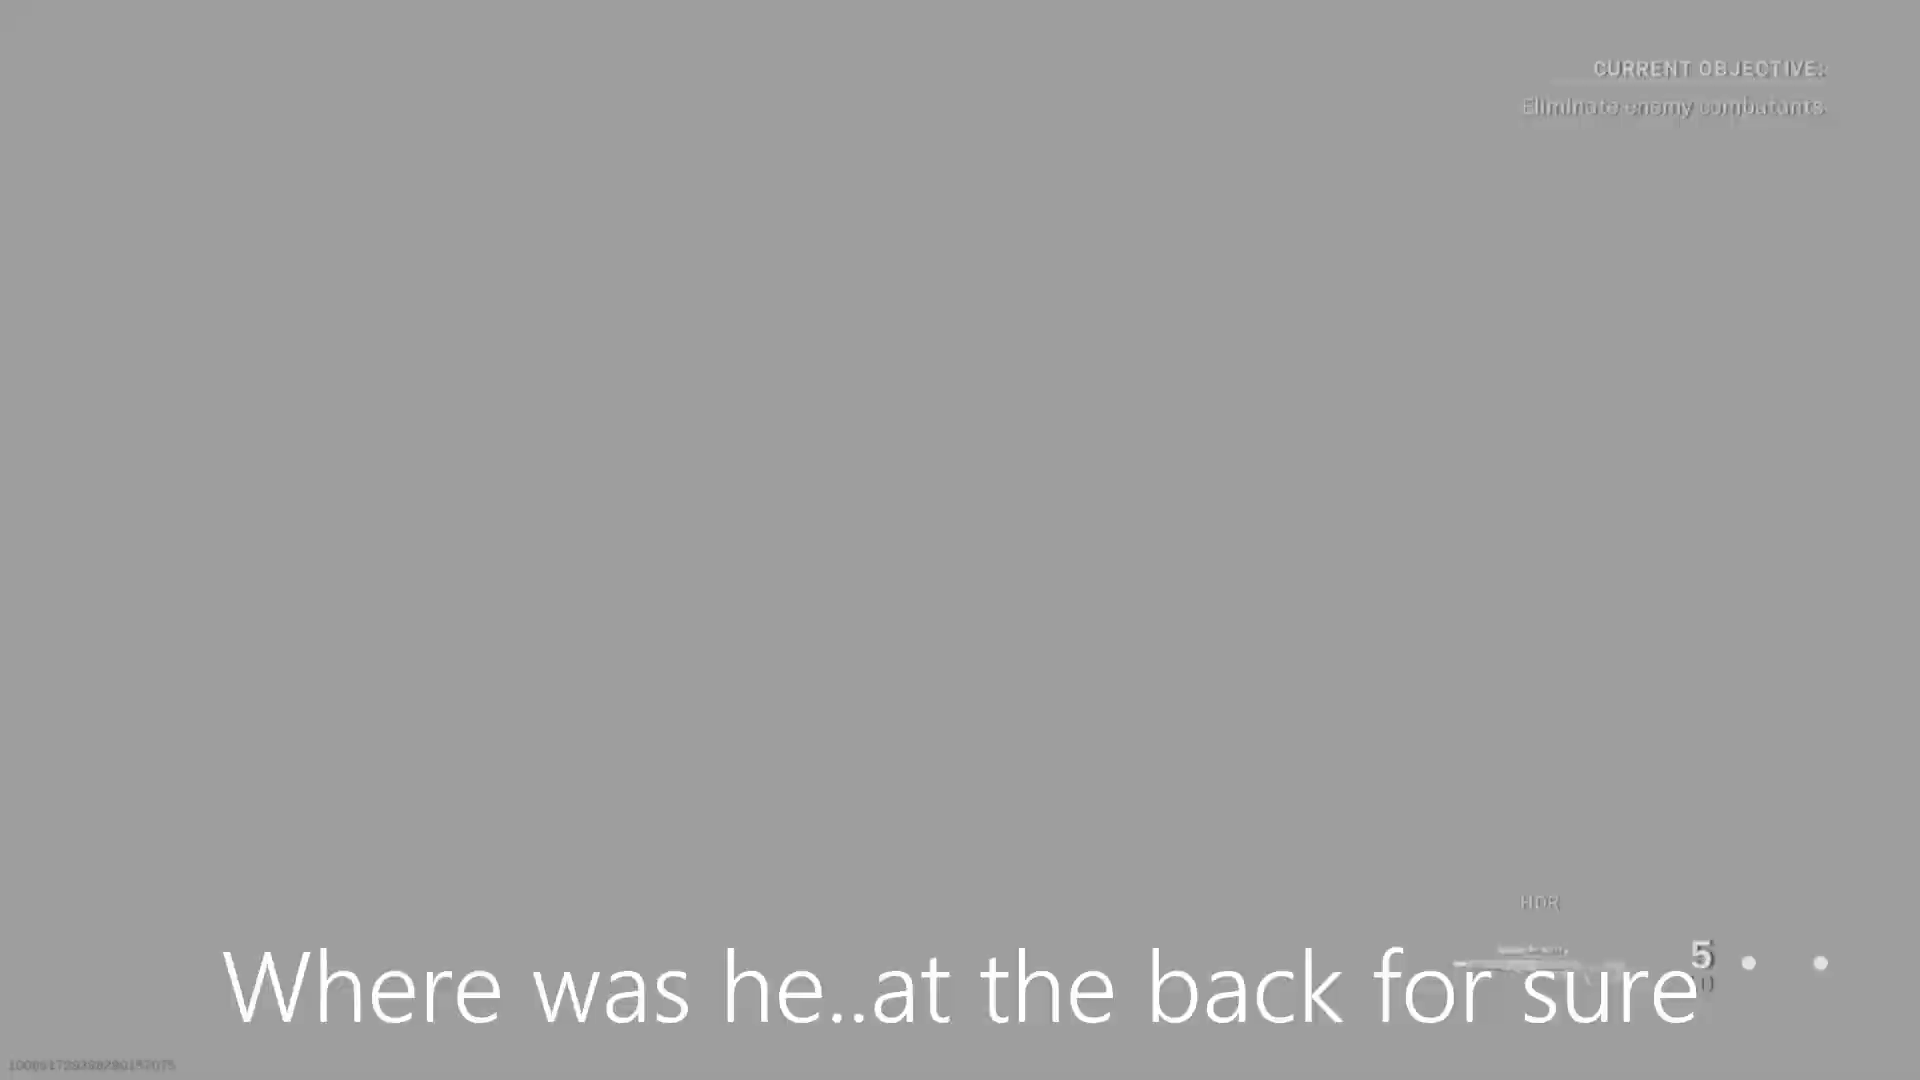 CURRENT OBJECTIVE:
Eliminate enemy combatants
HDR
5
Where was he..at the back for sure